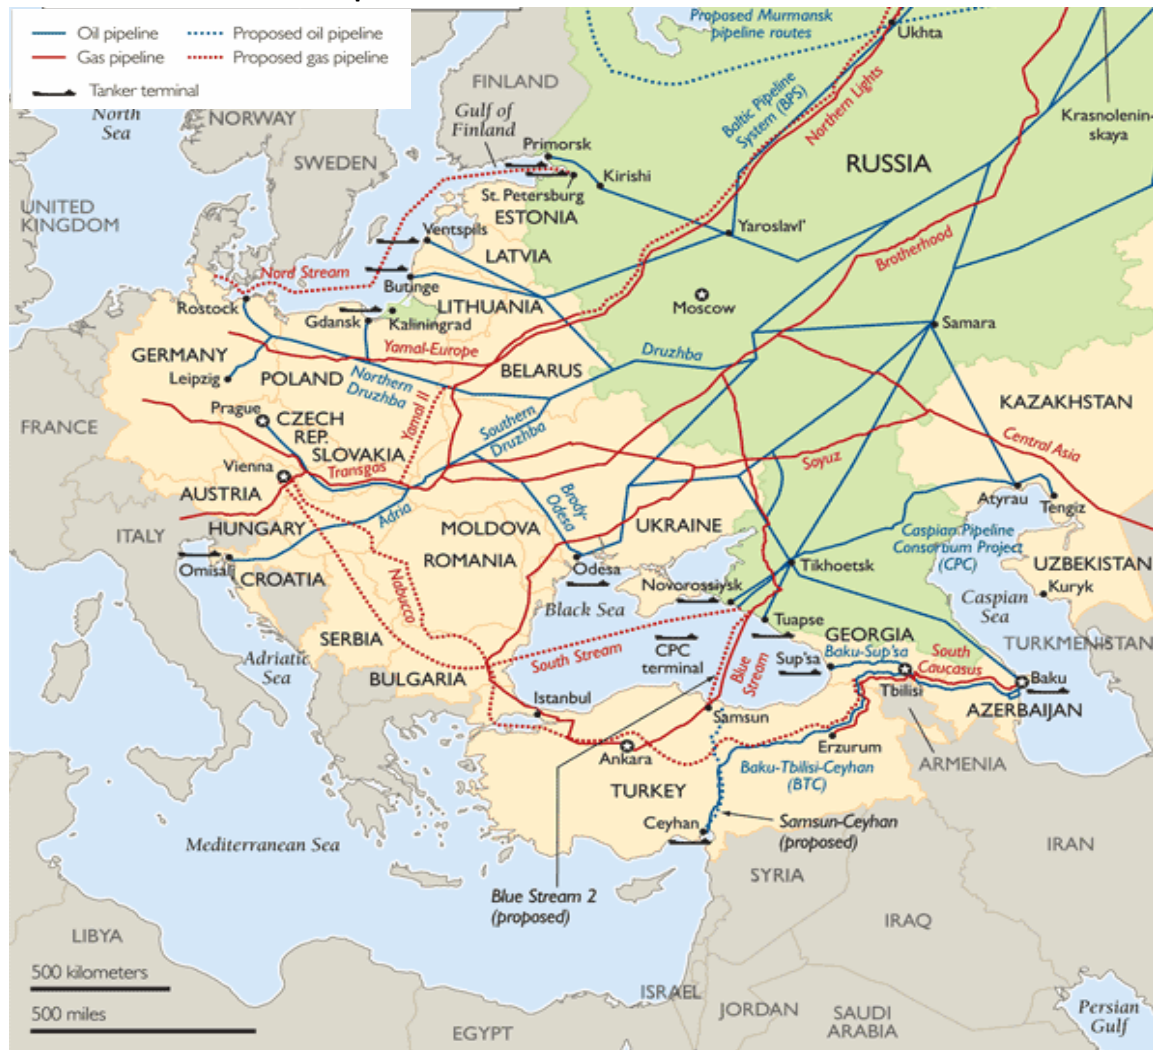 Oil pipeline
Proposed oil pipeline
Gas pipeline
Proposed gas pipeline
Tanker terminal
Proposed Murmansk
pipeline routes
Ukhta
North
Sea
NORWAY
FINLAND
Gulf of
Finland
SWEDEN
Baltic Pipeline
System (BPS)
Northern Lights
Krasnolenin-
skaya
Primorsk
Kirishi
RUSSIA
UNITED
KINGDOM
St. Petersburg
ESTONIA
Ventspils
Yaroslavl'
LATVIA
Brotherhood
Nord Stream
Butinge
LITHUANIA
Moscow
Rostock
Gdansk
Kaliningrad
Samara
GERMANY
Yamal-Europe
Druzhba
BELARUS
Leipzig
POLAND
Northern
Druzhba
Prague
CZECH
REP.
Yamal II
Southern
Druzhba
KAZAKHSTAN
FRANCE
SLOVAKIA
Vienna
Transgas
Soyuz
Central Asia
AUSTRIA
Adria
Brody-
Odesa
Atyrau
Tengiz
ITALY
HUNGARY
MOLDOVA
UKRAINE
Caspian Pipeline
Consorbum Project
(CPC)
Omisalj
CROATIA
ROMANIA
Odesa
Tikhoetsk
UZBEKISTAN
Nabucco
Novorossiysk
Kuryk
Black Sea
Caspian
Sea
SERBIA
Tuapse
GEORGIA
TURKMENISTAN
Adriatic
Sea
South Stream
CPC
terminal
Blue
Stream
Baku-Sup'sa
Sup'sa
South
Caucasus
BULGARIA
Tbilisi
Baku
Istanbul
Samsun
AZERBAIJAN
Ankara
Erzurum
ARMENIA
TURKEY
Baku-Tbilisi-Ceyhan
(BTC)
Ceyhan
Samsun-Ceyhan
(proposed)
Mediterranean Sea
IRAN
SYRIA
Blue Stream 2
(proposed)
IRAQ
LIBYA
500 kilometers
ISRAEL
JORDAN
SAUDI
ARABIA
Persian
Gulf
500 miles
EGYPT